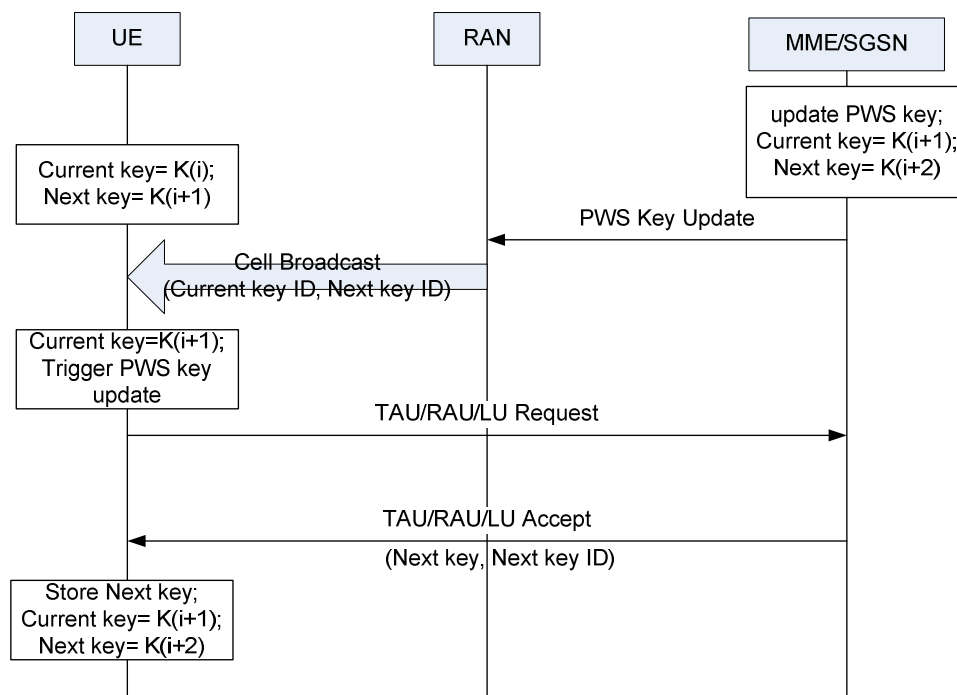 UE
RAN
MME/SGSN
update PWS key;
Current key= K(i+1);
Next key= K(i+2)
Current key= K(i);
Next key= K(i+1)
PWS Key Update
Cell Broadcast
(Current key ID, Next key ID)
Current key=K(i+1);
Trigger PWS key
update
TAU/RAU/LU Request
TAU/RAU/LU Accept
(Next key, Next key ID)
Store Next key;
Current key= K(i+1);
Next key= K(i+2)